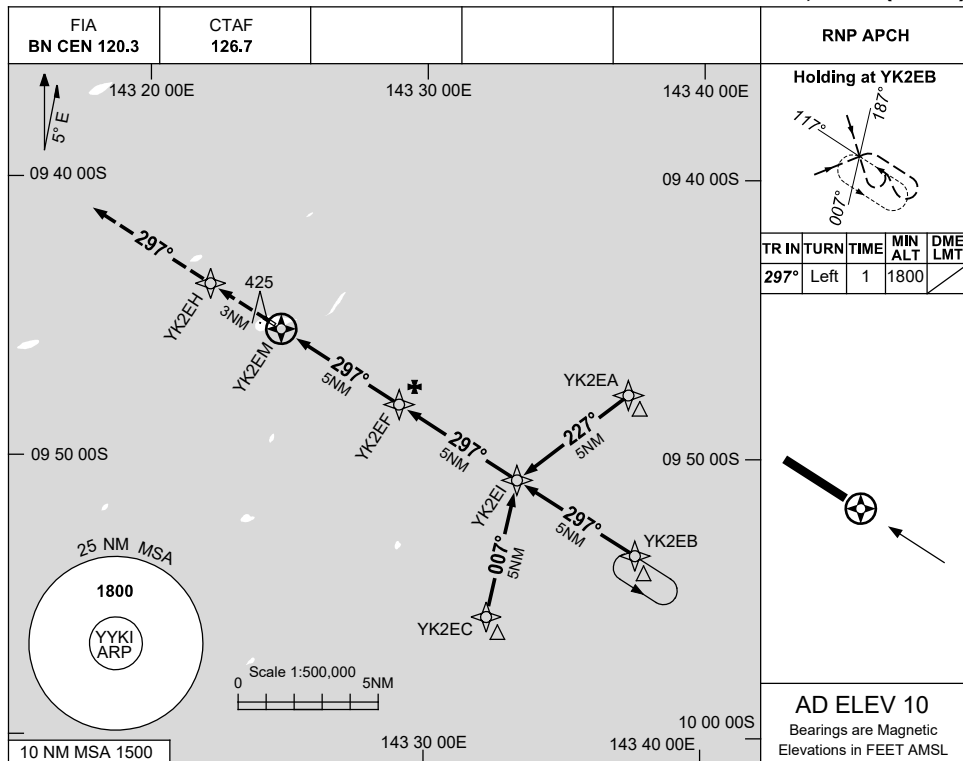 FIA
BN CEN 120.3
CTAF
126.7
RNP APCH
143 20 00E
143 30 00E
143 40 00E
5° E
09 40 00S
09 40 00S
297°
YK2EH
425
3NM
YK2EM
297°
5NM
YK2EF
YK2EA
227°
5NM
297°
5NM
09 50 00S
09 50 00S
YK2EI
297°
5NM
YK2EB
007°
5NM
YK2EC
25 NM MSA
1800
YYKI
ARP
Scale 1:500,000
0
5NM
10 NM MSA 1500
143 30 00E
143 40 00E
10 00 00S
Holding at YK2EB
117°
187°
007°
TR IN TURN TIME MIN ALT DME LMT
297° Left 1 1800
AD ELEV 10
Bearings are Magnetic
Elevations in FEET AMSL